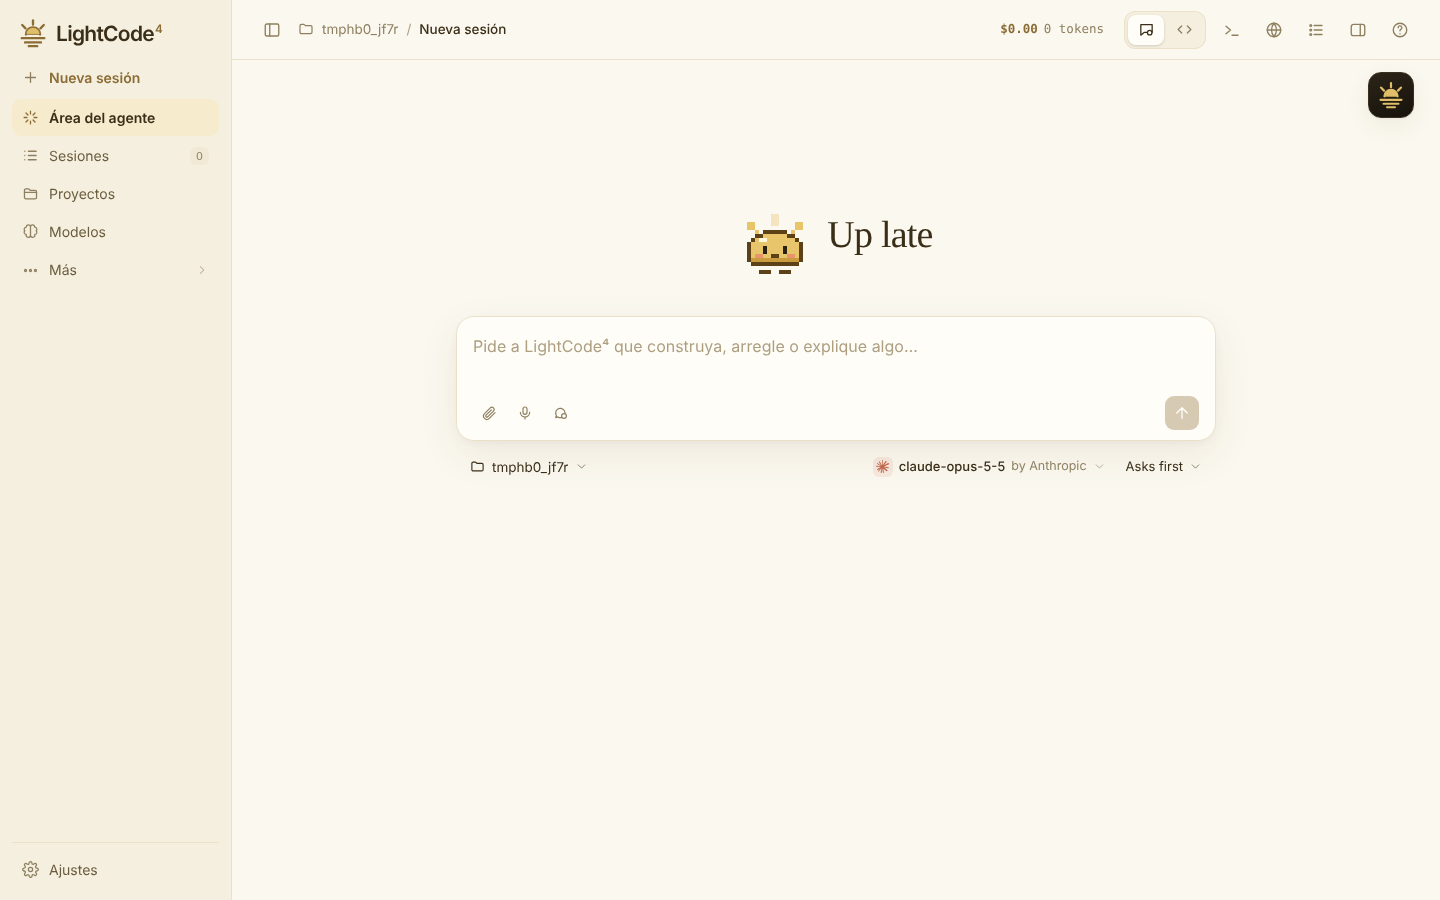 LightCode⁴
Nueva sesión
Área del agente
Sesiones 0
Proyectos
Modelos
Más
Ajustes
tmphb0_jf7r / Nueva sesión
$0.00 0 tokens
Up late
Pide a LightCode⁴ que construya, arregle o explique algo...
tmphb0_jf7r
claude-opus-5-5 by Anthropic
Asks first